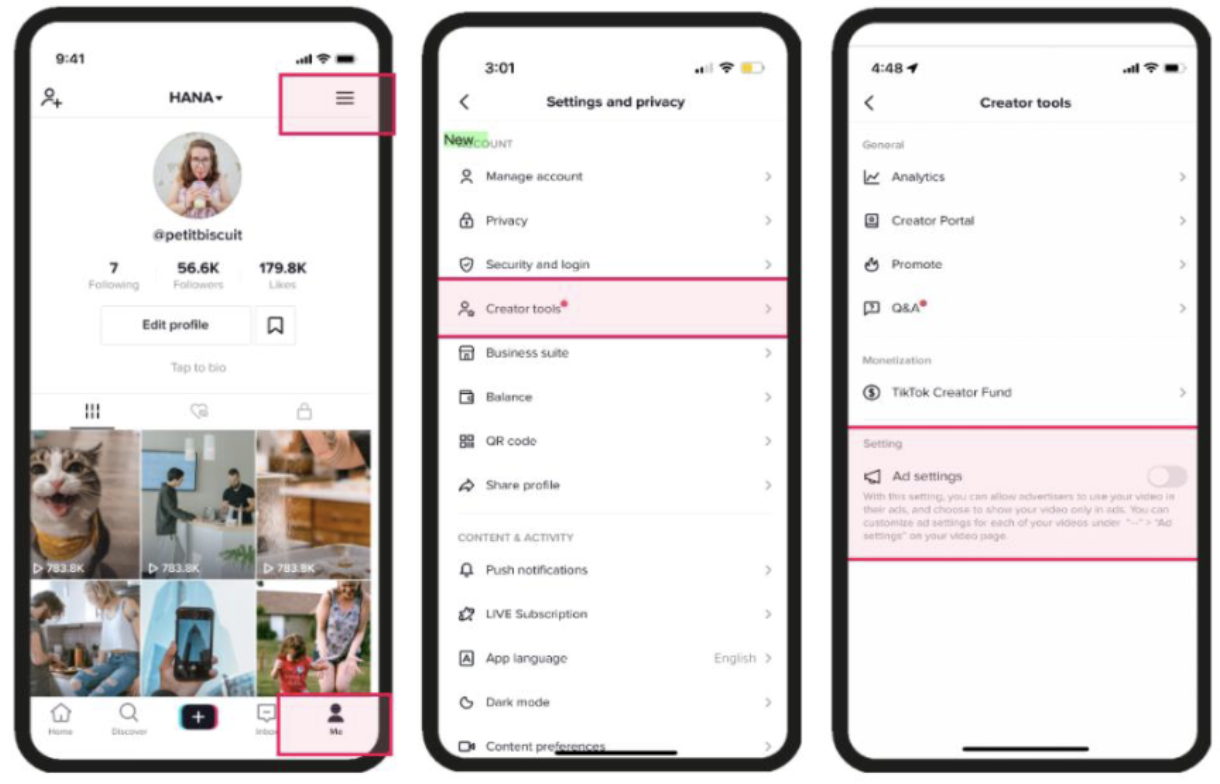 9:41
HANA
@petitbiscuit
7 56.6K 179.8K
Following Followers Likes
Edit profile
Tap to bio
783.8K 783.8K 783.8K
Home Discover Inbox Me
3:01
Settings and privacy
New
COUNT
Manage account
Privacy
Security and login
Creator tools
Business suite
Balance
QR code
Share profile
CONTENT & ACTIVITY
Push notifications
LIVE Subscription
App language English
Dark mode
Content preferences
4:48
Creator tools
General
Analytics
Creator Portal
Promote
Q&A
Monetization
TikTok Creator Fund
Setting
Ad settings
With this setting, you can allow advertisers to use your video in
their ads, and choose to show your video only in ads. You can
customize ad settings for each of your videos under "--" > "Ad
settings" on your video page.